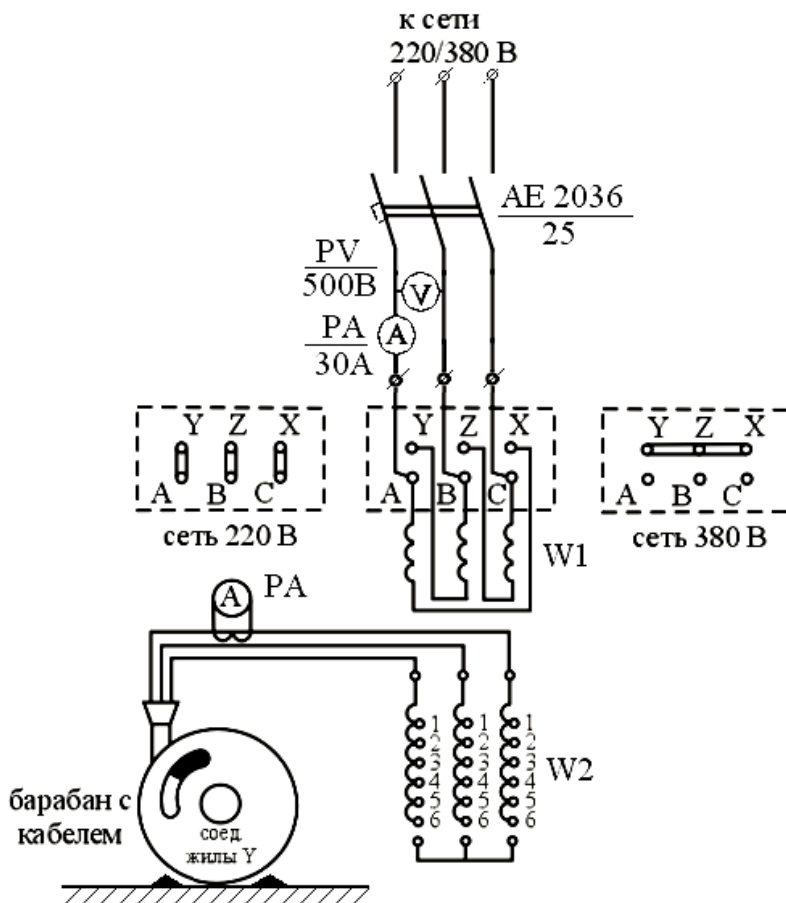 к сети
220/380 В
АЕ 2036
25
PV
500В
V
PA
30А
A
Y Z X
A B C
сеть 220 В
Y Z X
A B C
Y Z X
A B C
сеть 380 В
W1
A
PA
1 1 1
2 2 2
3 3 3
4 4 4
5 5 5
6 6 6
W2
барабан с
кабелем
соед.
жилы Y